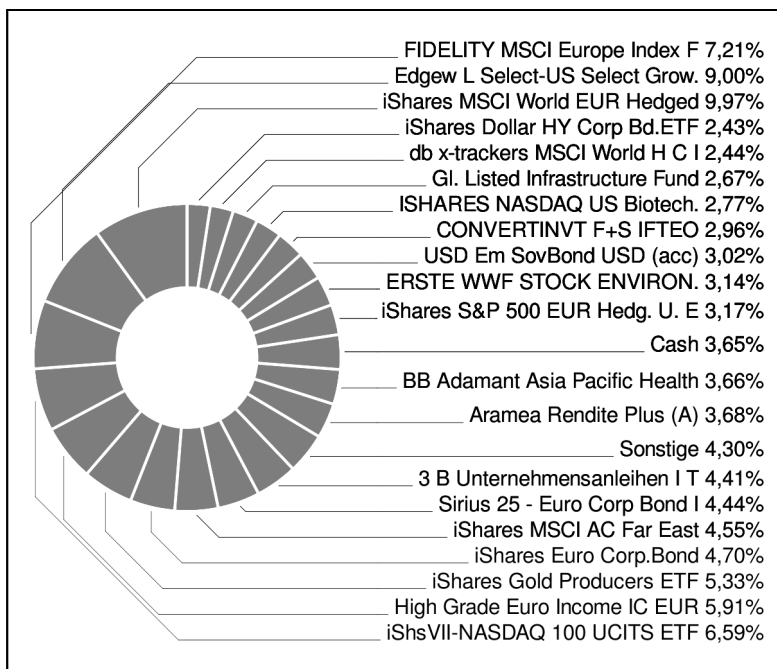 FIDELITY MSCI Europe Index F 7,21%
Edgew L Select-US Select Grow. 9,00%
iShares MSCI World EUR Hedged 9,97%
iShares Dollar HY Corp Bd.ETF 2,43%
db x-trackers MSCI World H C I 2,44%
Gl. Listed Infrastructure Fund 2,67%
ISHARES NASDAQ US Biotech. 2,77%
CONVERTINVT F+S IFTEO 2,96%
USD Em SovBond USD (acc) 3,02%
ERSTE WWF STOCK ENVIRON. 3,14%
iShares S&P 500 EUR Hedg. U. E 3,17%
Cash 3,65%
BB Adamant Asia Pacific Health 3,66%
Aramea Rendite Plus (A) 3,68%
Sonstige 4,30%
3 B Unternehmensanleihen I T 4,41%
Sirius 25 - Euro Corp Bond I 4,44%
iShares MSCI AC Far East 4,55%
iShares Euro Corp.Bond 4,70%
iShares Gold Producers ETF 5,33%
High Grade Euro Income IC EUR 5,91%
iShsVII-NASDAQ 100 UCITS ETF 6,59%